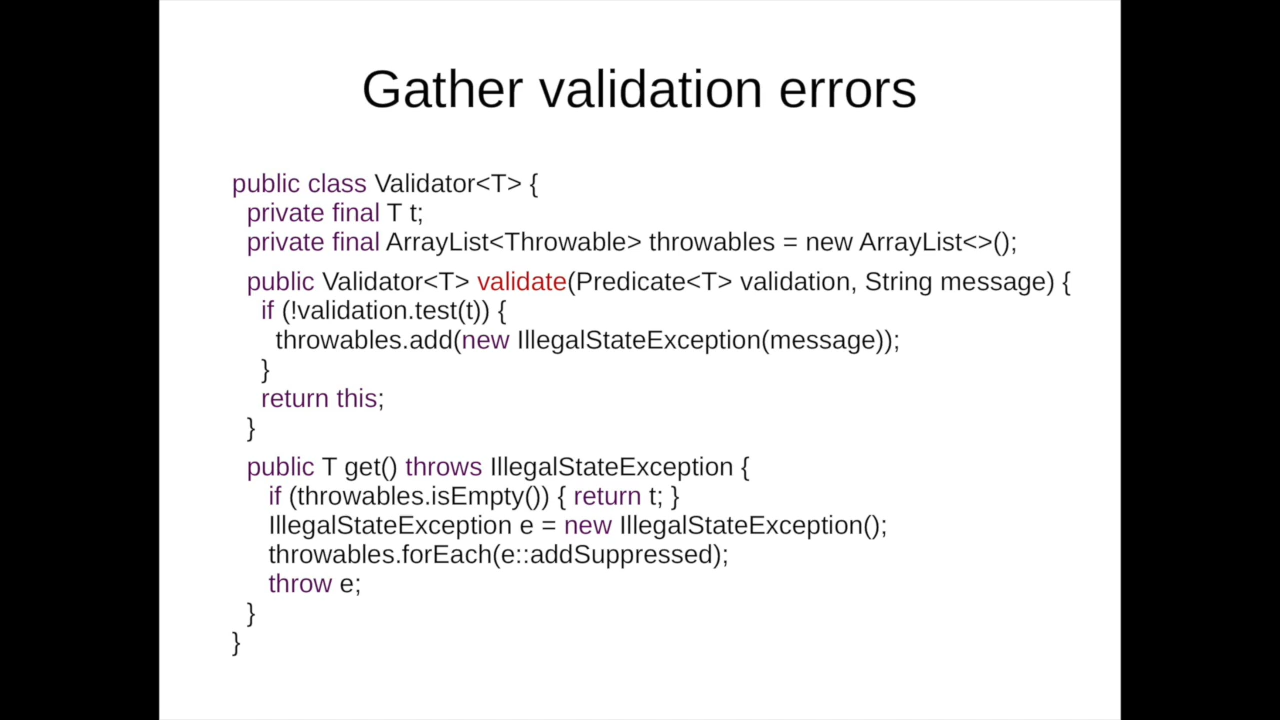 Gather validation errors
public class Validator<T> {
private final T t;
private final ArrayList<Throwable> throwables = new ArrayList<>();
public Validator<T> validate(Predicate<T> validation, String message) {
if (!validation.test(t)) {
throwables.add(new IllegalStateException(message));
}
return this;
}
public T get() throws IllegalStateException {
if (throwables.isEmpty()) { return t; }
IllegalStateException e = new IllegalStateException();
throwables.forEach(e::addSuppressed);
throw e;
}
}